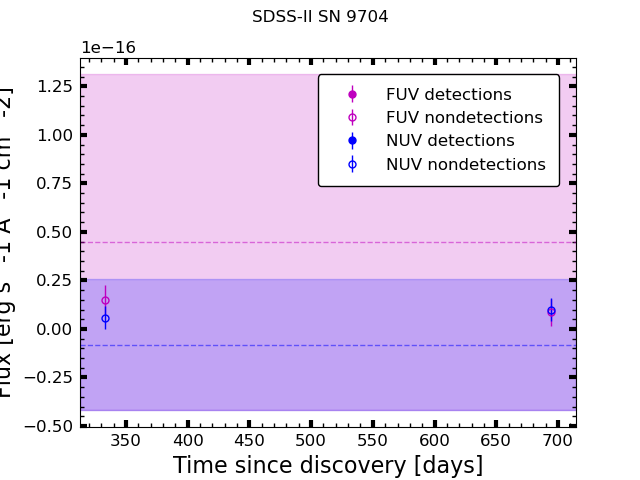 SDSS-II SN 9704
1e−16
Flux [erg s -1 A -1 cm -2]
1.25
1.00
0.75
0.50
0.25
0.00
−0.25
−0.50
FUV detections
FUV nondetections
NUV detections
NUV nondetections
350 400 450 500 550 600 650 700
Time since discovery [days]